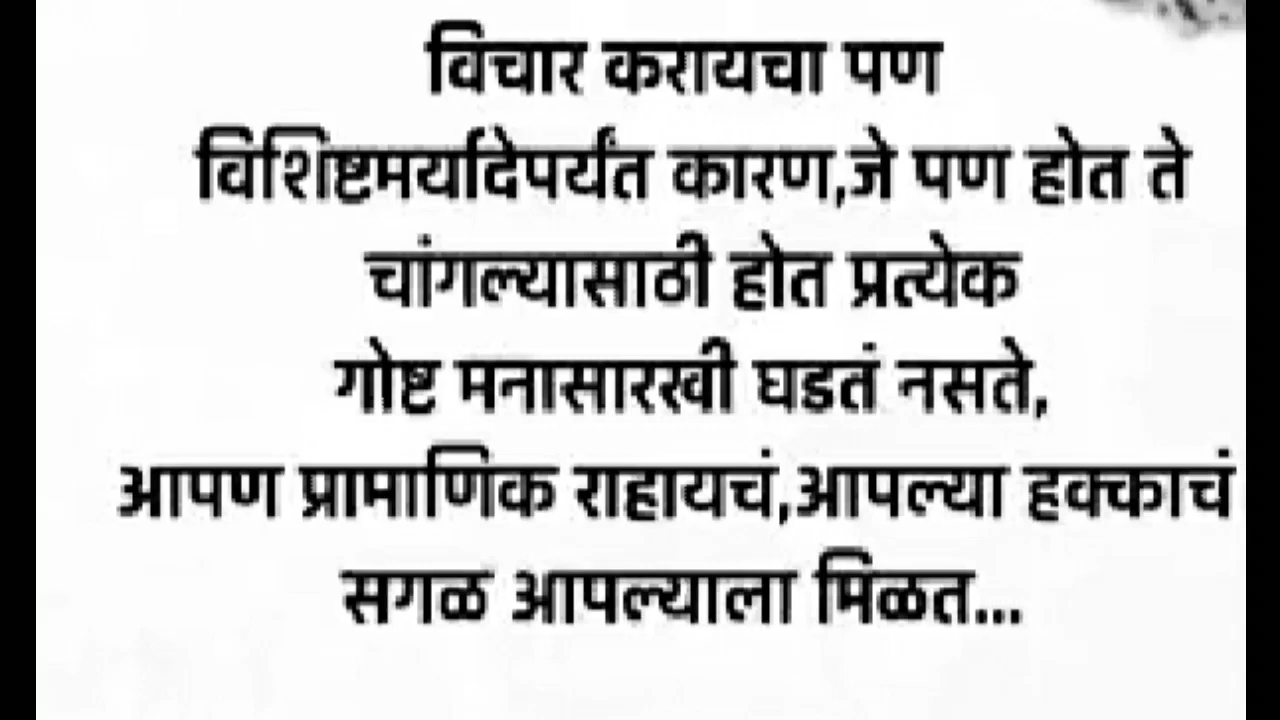 विचार करायचा पण
विशिष्टमर्यादेपर्यंत कारण,जे पण होत ते
चांगल्यासाठी होत प्रत्येक
गोष्ट मनासारखी घडतं नसते,
आपण प्रामाणिक राहायचं,आपल्या हक्काचं
सगळ आपल्याला मिळत...